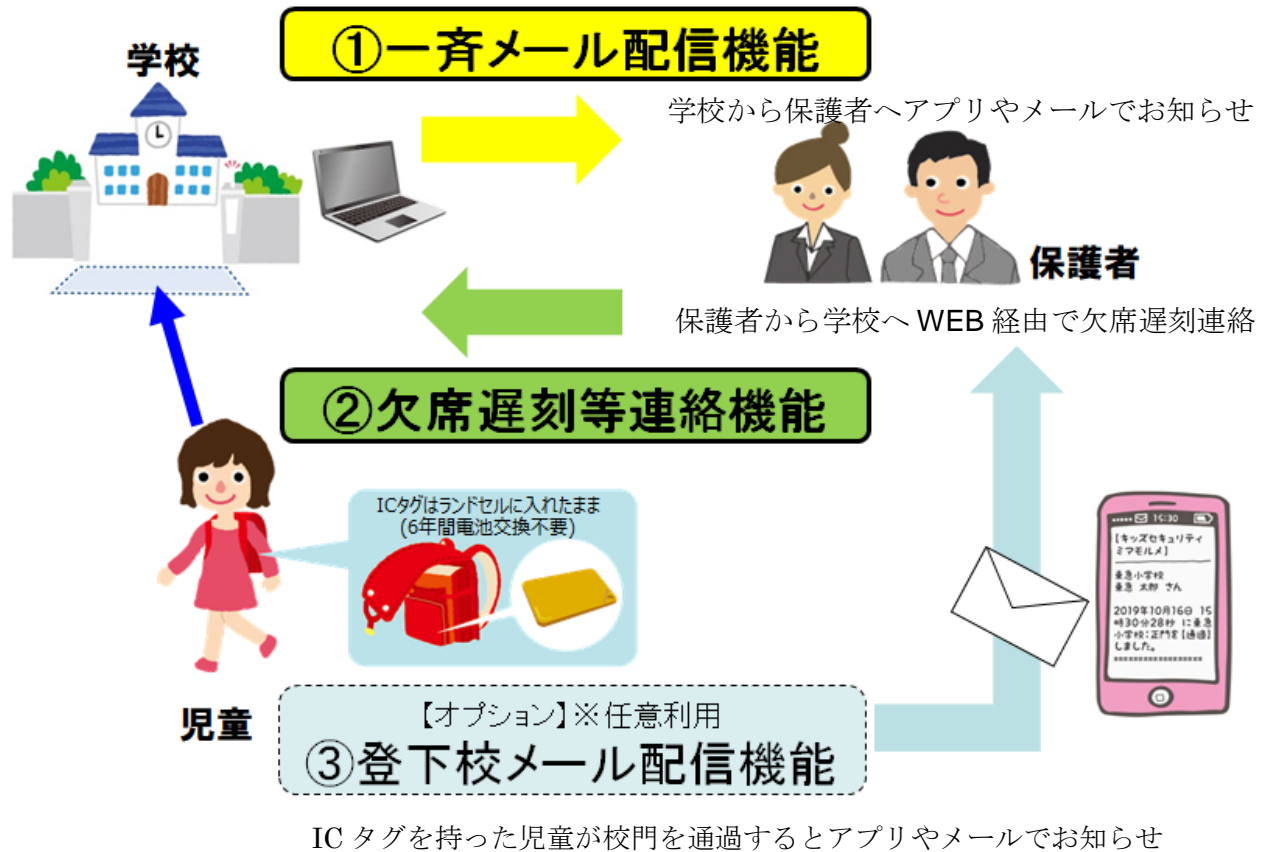 ①一斉メール配信機能
学校
学校から保護者へアプリやメールでお知らせ
保護者
保護者から学校へ WEB 経由で欠席遅刻連絡
②欠席遅刻等連絡機能
ICタグはランドセルに入れたまま
(6年間電池交換不要)
15:30
【キッズセキュリティ
ミマモルメ】
東急小学校
東急 太郎 さん
2019年10月16日 15
時30分28秒 に東急
小学校:正門を【通過】
しました。
児童
【オプション】※任意利用
③登下校メール配信機能
IC タグを持った児童が校門を通過するとアプリやメールでお知らせ